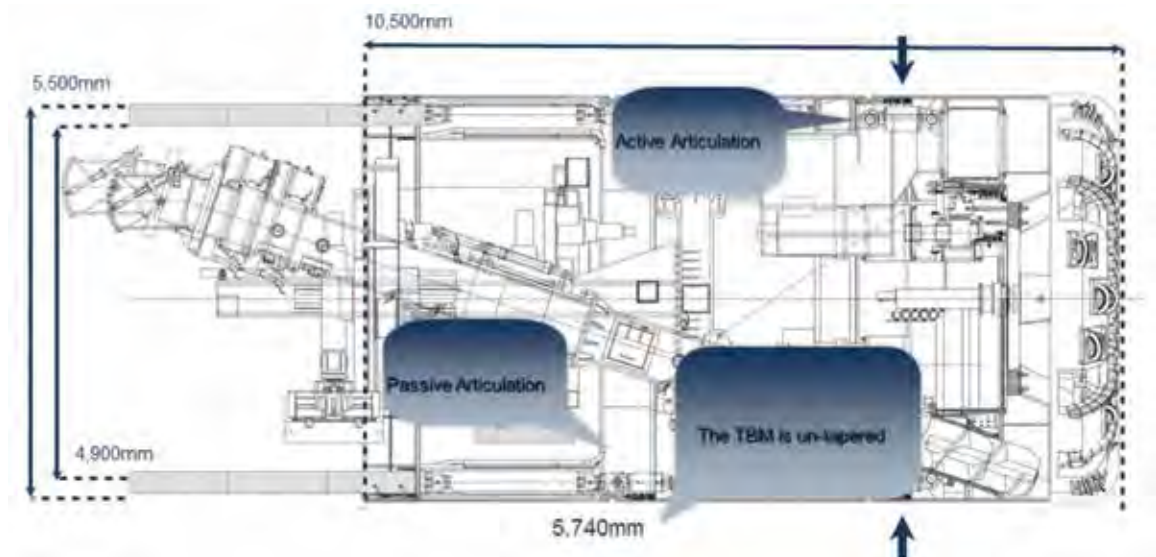 10,500mm
5,500mm
Active Articulation
Passive Articulation
The TBM is un-tapered
4,900mm
5,740mm